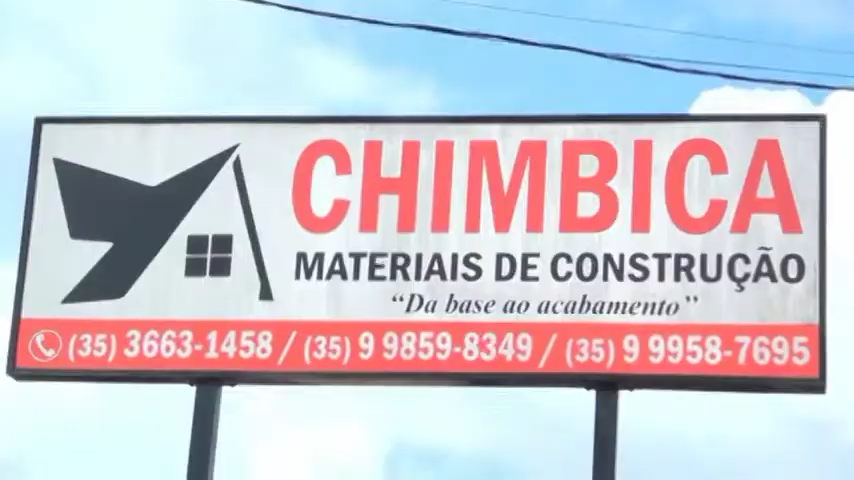 CHIMBICA
MATERIAIS DE CONSTRUÇÃO
“Da base ao acabamento”
(35) 3663-1458 / (35) 9 9859-8349 / (35) 9 9958-7695